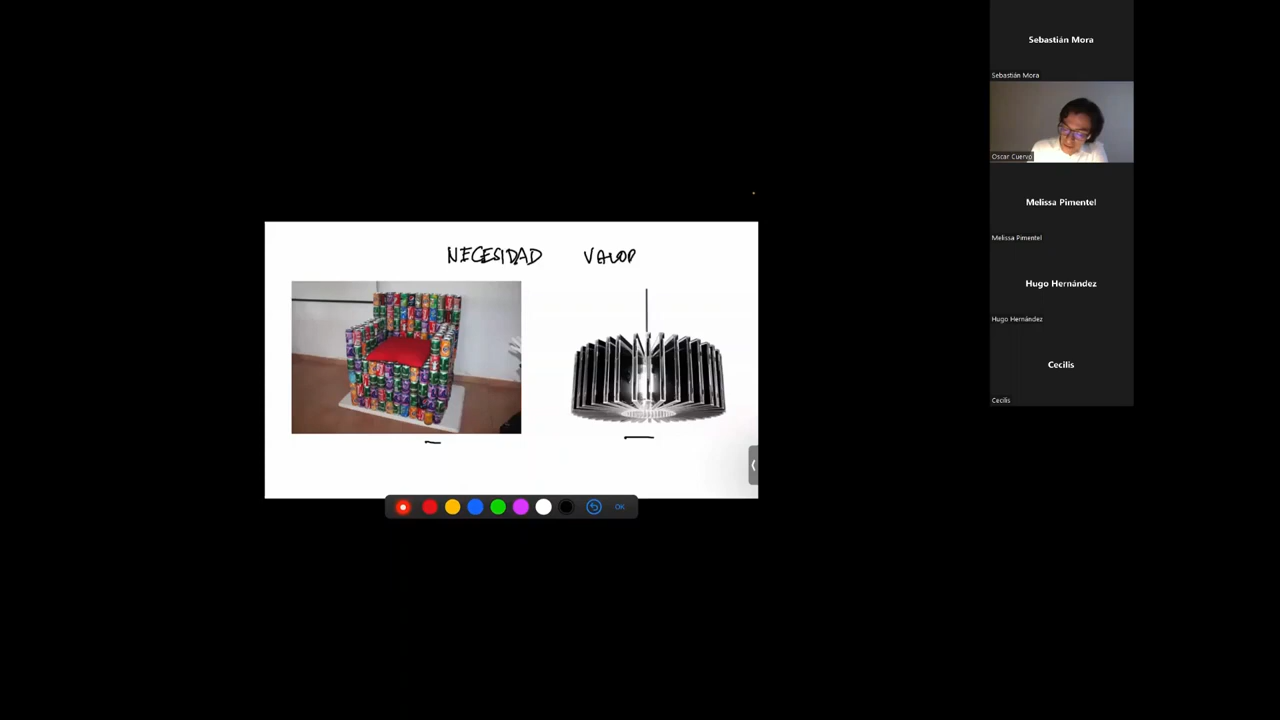 Sebastián Mora
Sebastián Mora
Oscar Cuervo
Melissa Pimentel
Melissa Pimentel
Hugo Hernández
Hugo Hernández
Cecilis
Cecilis
NECESIDAD VALOR
OK